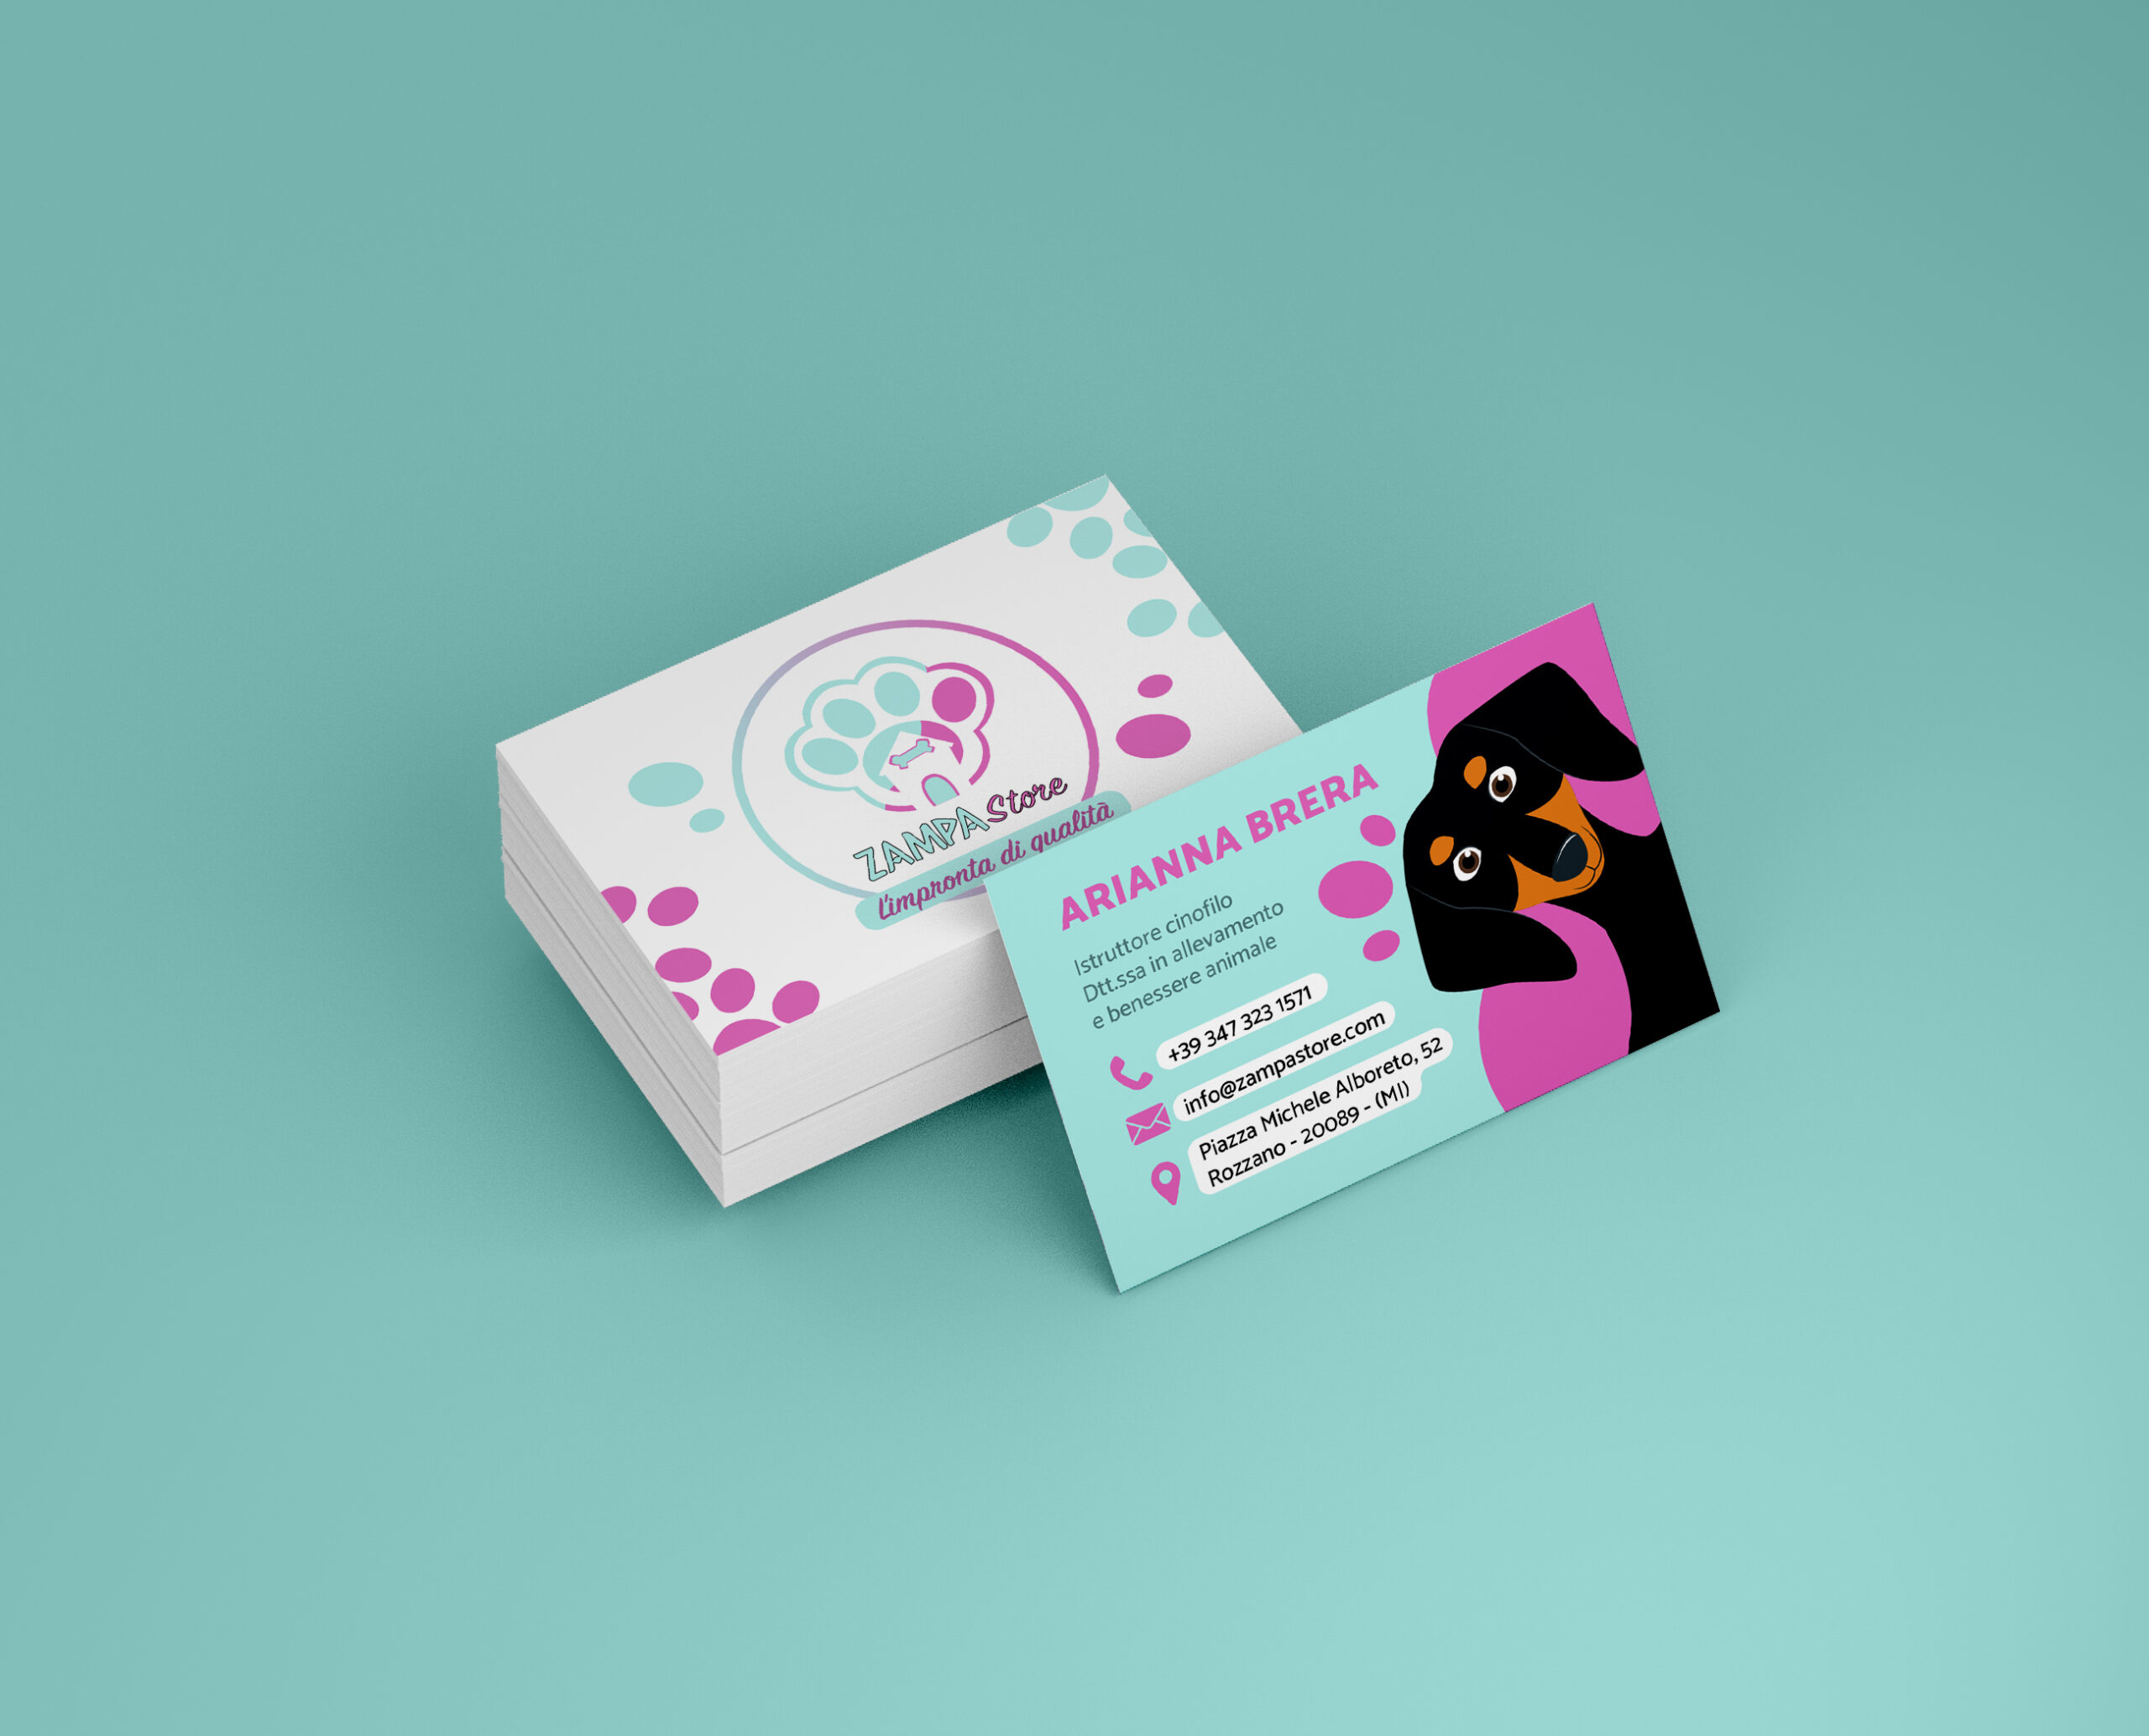 ZAMPA Store
L'impronta di qualità
ARIANNA BRERA
Istruttore cinofilo
Dtt.ssa in allevamento
e benessere animale
+39 347 323 1571
info@zampastore.com
Piazza Michele Alboreto, 52
Rozzano - 20089 - (MI)